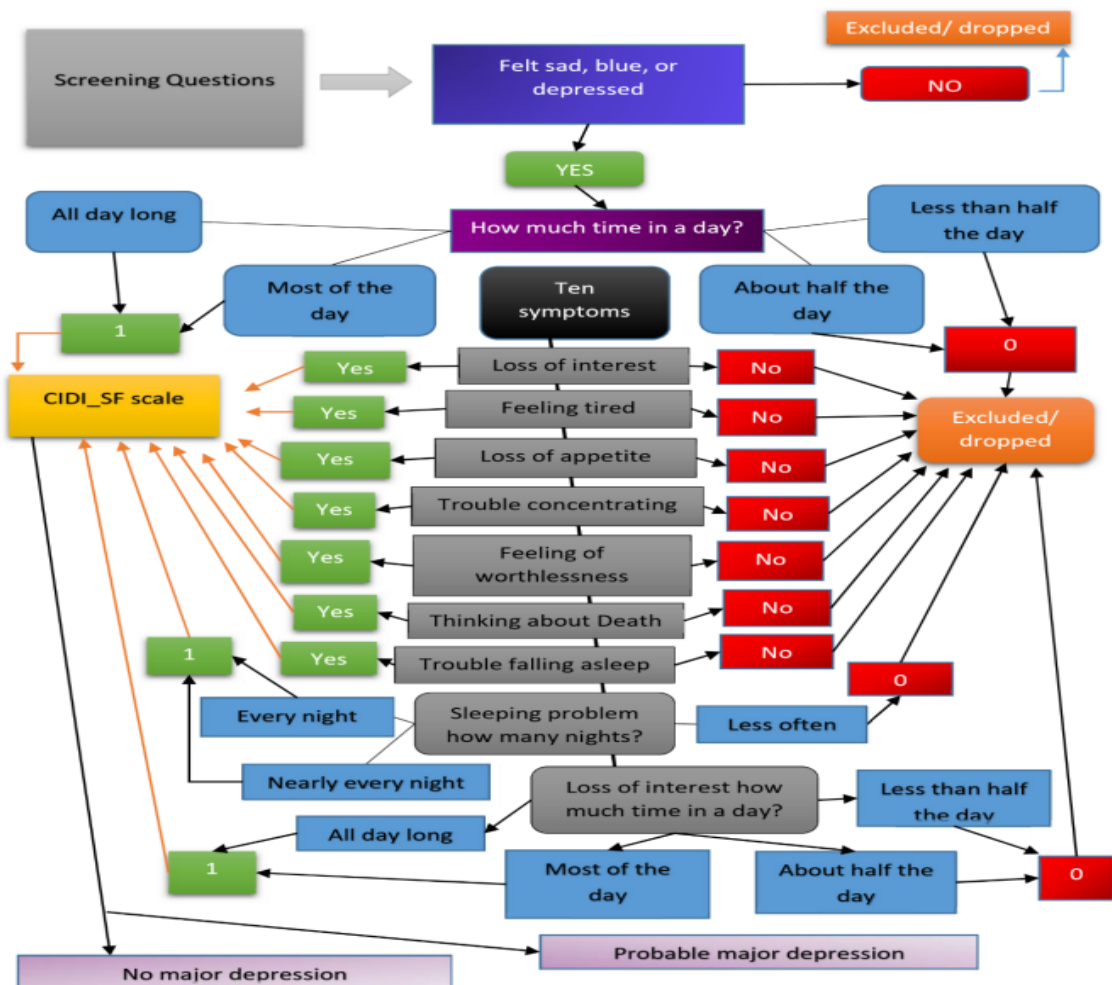 Excluded/ dropped
Screening Questions
Felt sad, blue, or
depressed
NO
YES
All day long
How much time in a day?
Less than half
the day
Most of the
day
Ten
symptoms
About half the
day
1
0
Yes
Loss of interest
No
CIDI_SF scale
Yes
Feeling tired
No
Excluded/
dropped
Yes
Loss of appetite
No
Yes
Trouble concentrating
No
Yes
Feeling of
worthlessness
No
Yes
Thinking about Death
No
Yes
Trouble falling asleep
No
1
0
Every night
Sleeping problem
how many nights?
Less often
Nearly every night
Loss of interest how
much time in a day?
Less than half
the day
All day long
1
Most of the
day
About half the
day
0
Probable major depression
No major depression